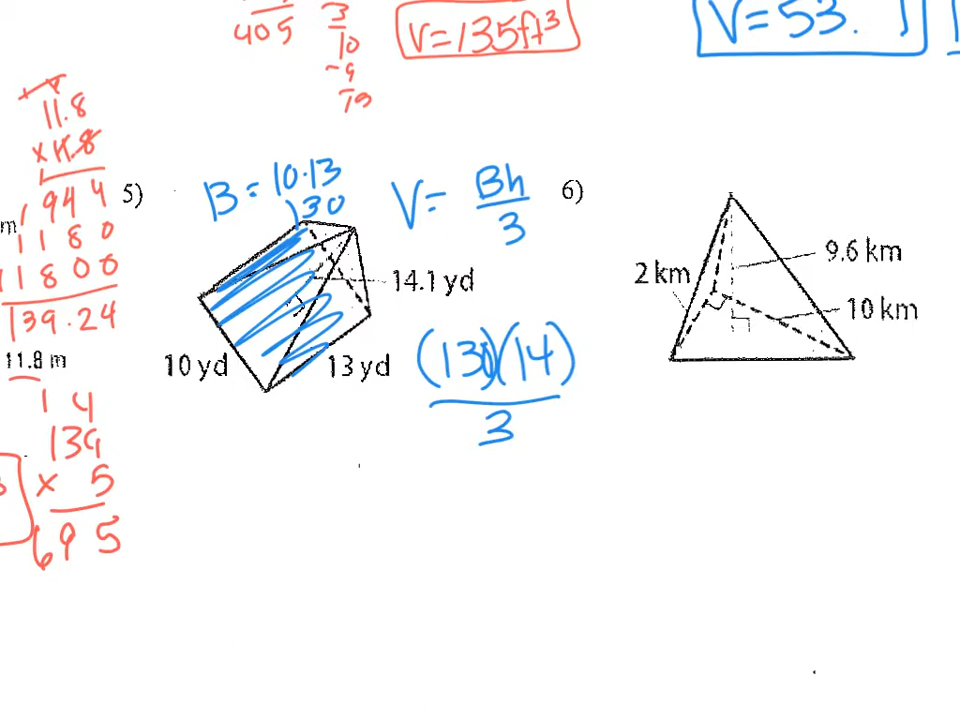 405
3
10
-9
79
V=135ft³
V=53.
11.8
x 11.8
944
1180
11800
139.24
11.8 m
14
139
x 5
695
5)
B = 10·13
130
V = Bh
3
14.1 yd
10 yd
13 yd
(130)(14)
3
6)
9.6 km
2 km
10 km